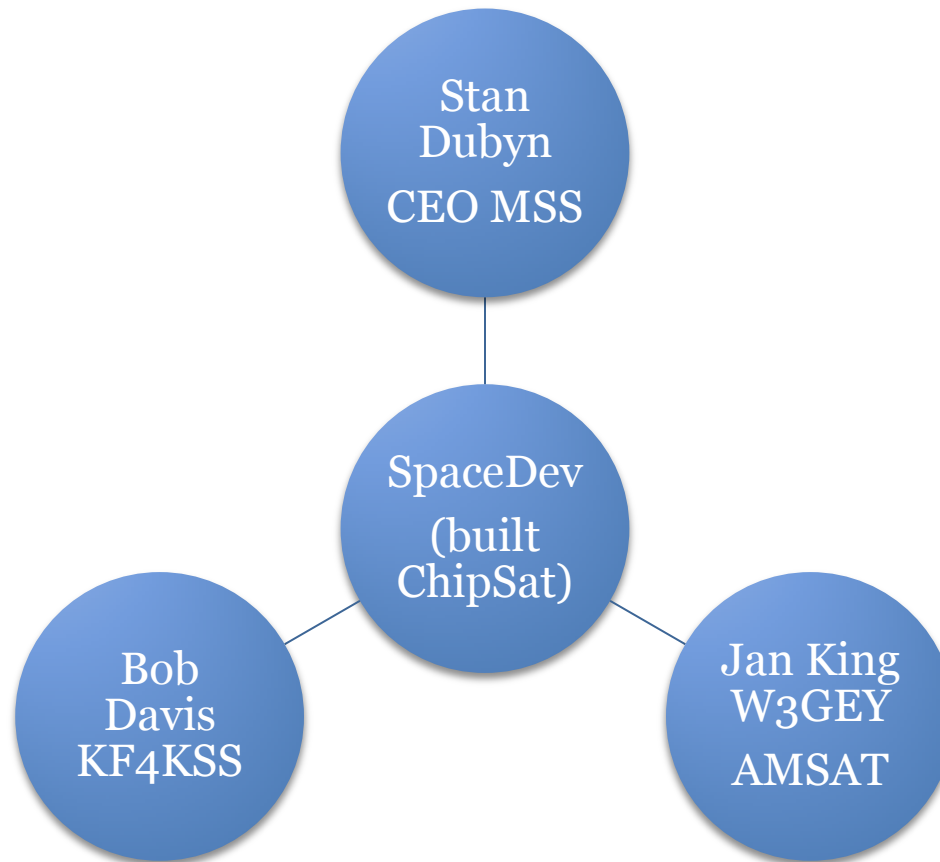 Stan
Dubyn
CEO MSS
SpaceDev
(built
ChipSat)
Bob
Davis
KF4KSS
Jan King
W3GEY
AMSAT